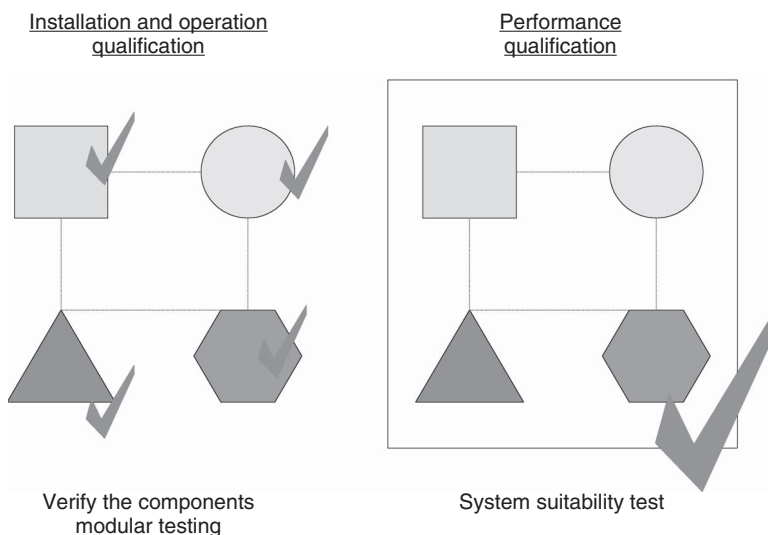 Installation and operation
qualification
Performance
qualification
Verify the components
modular testing
System suitability test